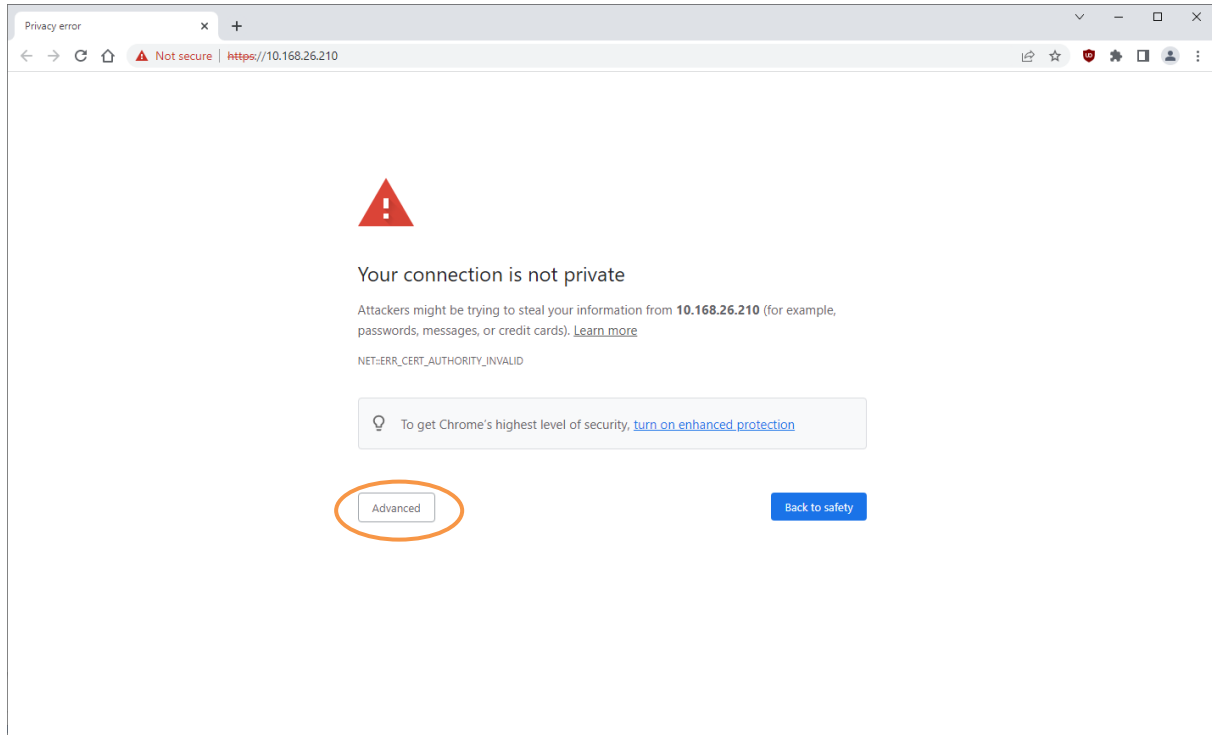 Privacy error
Not secure | https://10.168.26.210
Your connection is not private
Attackers might be trying to steal your information from 10.168.26.210 (for example,
passwords, messages, or credit cards). Learn more
NET::ERR_CERT_AUTHORITY_INVALID
To get Chrome's highest level of security, turn on enhanced protection
Advanced
Back to safety